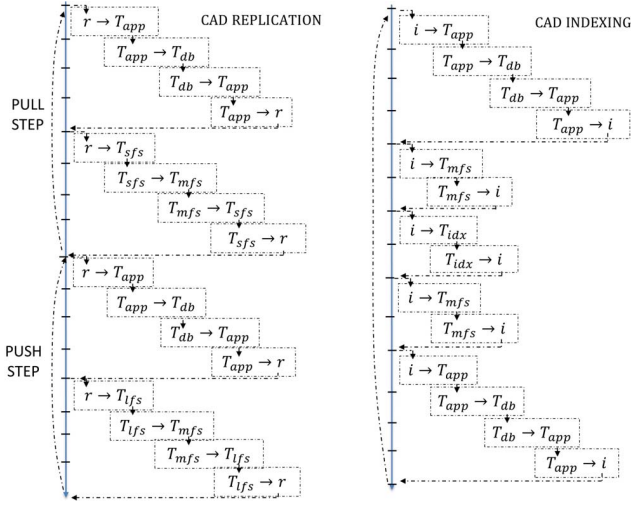 CAD REPLICATION
r → T_app
T_app → T_db
T_db → T_app
T_app → r
PULL
STEP
r → T_sfs
T_sfs → T_mfs
T_mfs → T_sfs
T_sfs → r
r → T_app
T_app → T_db
T_db → T_app
T_app → r
PUSH
STEP
r → T_lfs
T_lfs → T_mfs
T_mfs → T_lfs
T_lfs → r
CAD INDEXING
i → T_app
T_app → T_db
T_db → T_app
T_app → i
i → T_mfs
T_mfs → i
i → T_idx
T_idx → i
i → T_mfs
T_mfs → i
i → T_app
T_app → T_db
T_db → T_app
T_app → i